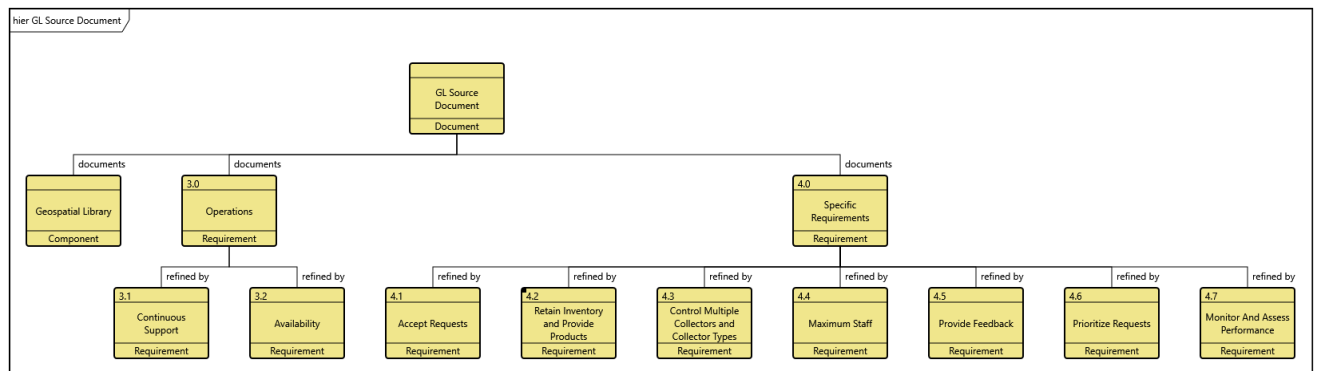 hier GL Source Document
GL Source
Document
Document
documents
documents
documents
Geospatial Library
Component
3.0
Operations
Requirement
4.0
Specific
Requirements
Requirement
refined by
refined by
refined by
refined by
refined by
refined by
refined by
refined by
refined by
3.1
Continuous
Support
Requirement
3.2
Availability
Requirement
4.1
Accept Requests
Requirement
4.2
Retain Inventory
and Provide
Products
Requirement
4.3
Control Multiple
Collectors and
Collector Types
Requirement
4.4
Maximum Staff
Requirement
4.5
Provide Feedback
Requirement
4.6
Prioritize Requests
Requirement
4.7
Monitor And Assess
Performance
Requirement